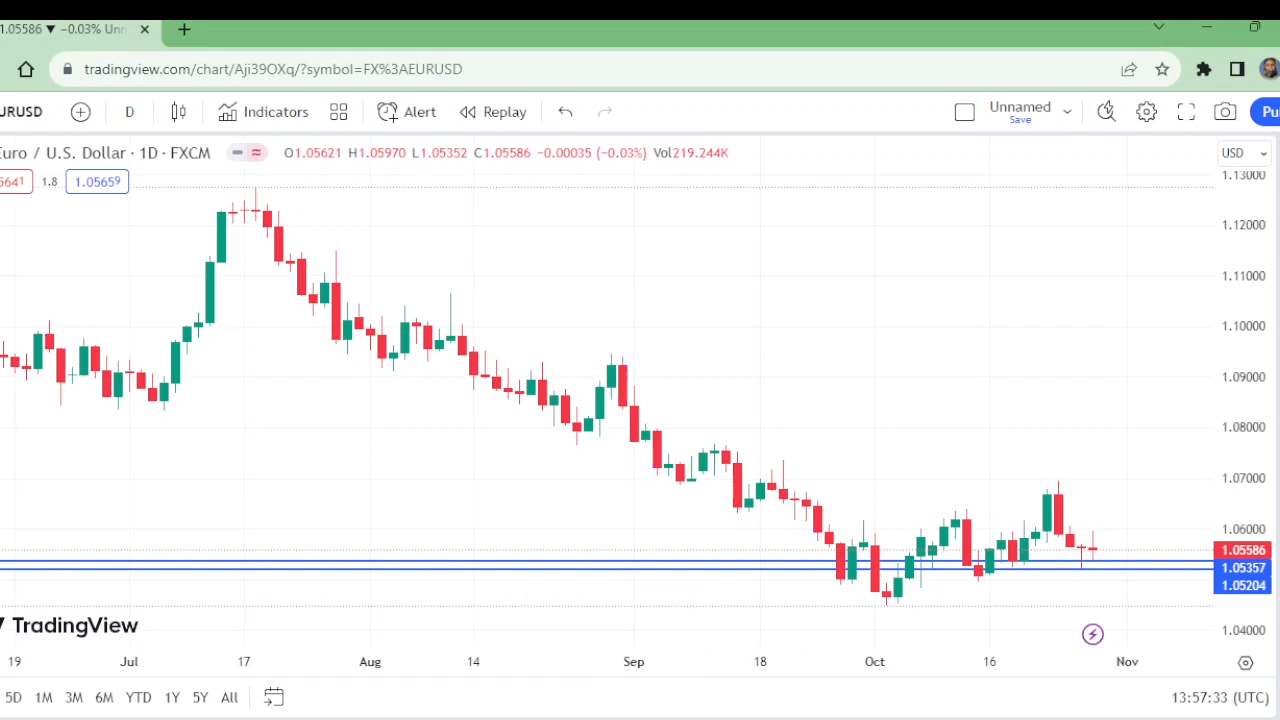 1.05586 ▼ −0.03% Unr
tradingview.com/chart/Aji39OXq/?symbol=FX%3AEURUSD
URUSD D Indicators Alert Replay Unnamed Save Pu
Euro / U.S. Dollar · 1D · FXCM O1.05621 H1.05970 L1.05352 C1.05586 −0.00035 (−0.03%) Vol219.244K USD
5641 1.8 1.05659
1.13000
1.12000
1.11000
1.10000
1.09000
1.08000
1.07000
1.06000
1.05586
1.05357
1.05204
1.04000
TradingView
19 Jul 17 Aug 14 Sep 18 Oct 16 Nov
5D 1M 3M 6M YTD 1Y 5Y All 13:57:33 (UTC)